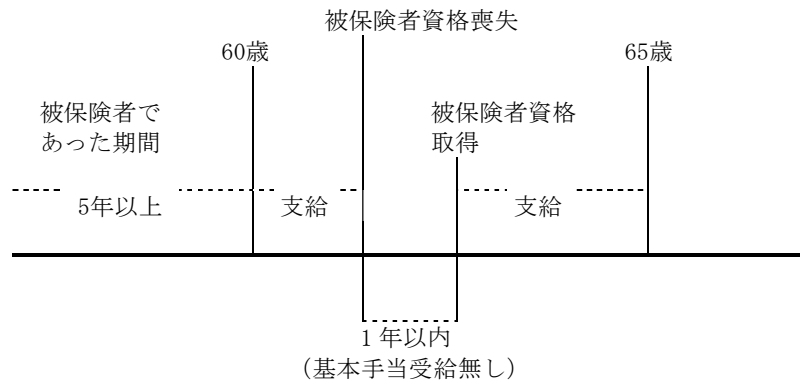 被保険者資格喪失
60歳
65歳
被保険者で
あった期間
被保険者資格
取得
5年以上
支給
支給
1年以内
(基本手当受給無し)